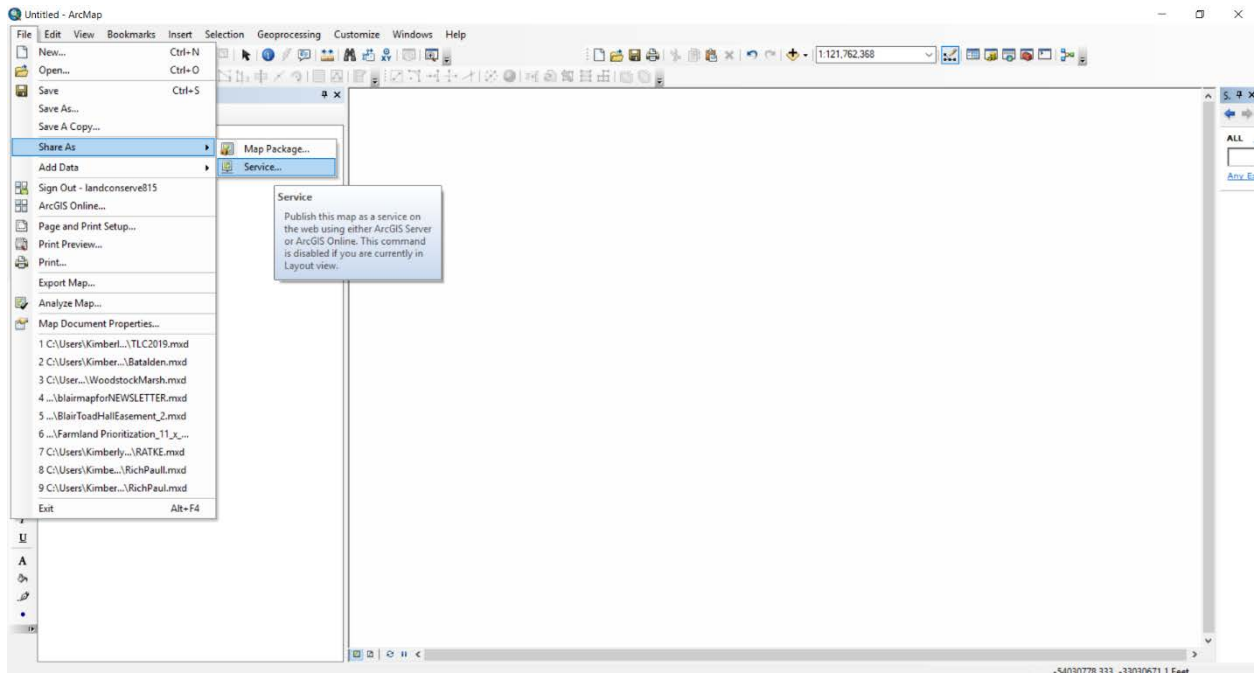 Untitled - ArcMap
File Edit View Bookmarks Insert Selection Geoprocessing Customize Windows Help
New... Ctrl+N
Open... Ctrl+O
1:121,762,368
Save Ctrl+S
Save As...
Save A Copy...
Share As
Map Package...
Service...
Service
Publish this map as a service on
the web using either ArcGIS Server
or ArcGIS Online. This command
is disabled if you are currently in
Layout view.
Add Data
Sign Out - landconserve815
ArcGIS Online...
Page and Print Setup...
Print Preview...
Print...
Export Map...
Analyze Map...
Map Document Properties...
1 C:\Users\Kimberl...\TLC2019.mxd
2 C:\Users\Kimber...\Batalden.mxd
3 C:\User...\WoodstockMarsh.mxd
4 ...\blairmapforNEWSLETTER.mxd
5 ...\BlairToadHallEasement_2.mxd
6 ...\Farmland Prioritization_11_x_...
7 C:\Users\Kimberly...\RATKE.mxd
8 C:\Users\Kimbe...\RichPaull.mxd
9 C:\Users\Kimber...\RichPaul.mxd
Exit Alt+F4
U
A
S.
ALL
Any Ex
-54030778.333 -33030671.1 Feet